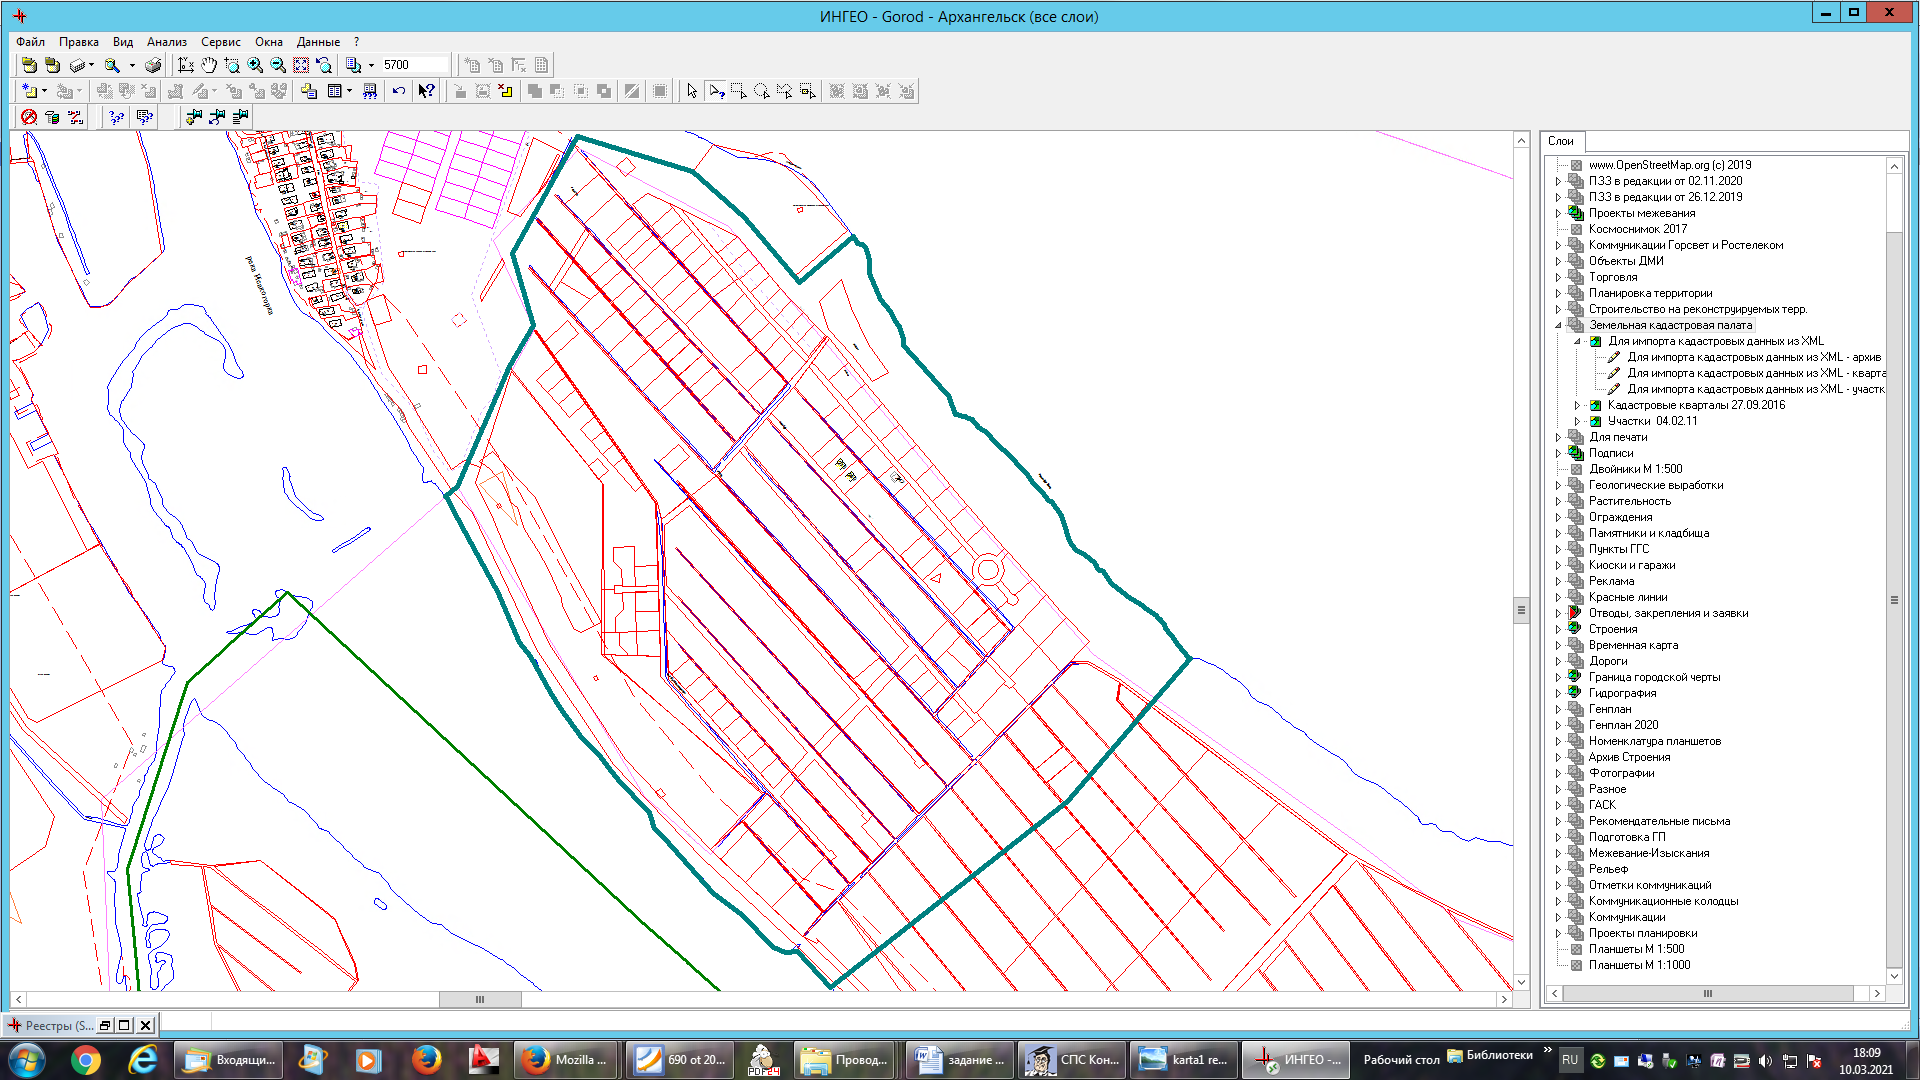 ИНГЕО - Gorod - Архангельск (все слои)
Файл Правка Вид Анализ Сервис Окна Данные ?
5700
река Ижмогорка
Слои
www.OpenStreetMap.org (c) 2019
ПЗЗ в редакции от 02.11.2020
ПЗЗ в редакции от 26.12.2019
Проекты межевания
Космоснимок 2017
Коммуникации Горсвет и Ростелеком
Объекты ДМИ
Торговля
Планировка территории
Строительство на реконструируемых терр.
Земельная кадастровая палата
Для импорта кадастровых данных из XML
Для импорта кадастровых данных из XML - архив
Для импорта кадастровых данных из XML - кварта
Для импорта кадастровых данных из XML - участк
Кадастровые кварталы 27.09.2016
Участки 04.02.11
Для печати
Подписи
Двойники М 1:500
Геологические выработки
Растительность
Ограждения
Памятники и кладбища
Пункты ГГС
Киоски и гаражи
Реклама
Красные линии
Отводы, закрепления и заявки
Строения
Временная карта
Дороги
Граница городской черты
Гидрография
Генплан
Генплан 2020
Номенклатура планшетов
Архив Строения
Фотографии
Разное
ГАСК
Рекомендательные письма
Подготовка ГП
Межевание-Изыскания
Рельеф
Отметки коммуникаций
Коммуникационные колодцы
Коммуникации
Проекты планировки
Планшеты М 1:500
Планшеты М 1:1000
Реестры (S...
Входящи...
Mozilla ...
690 ot 20...
PDF24
Провод...
задание ...
СПС Кон...
karta1 re...
ИНГЕО -...
Рабочий стол
Библиотеки
»
RU
18:09
10.03.2021